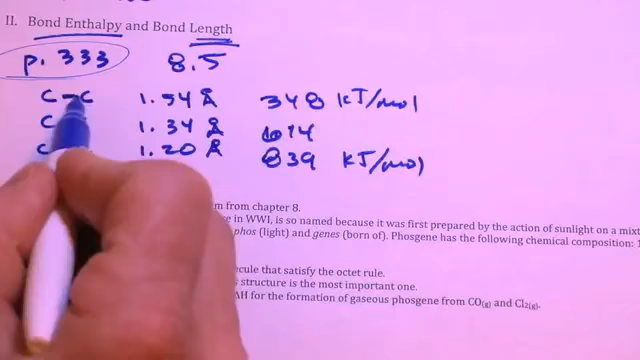 II. Bond Enthalpy and Bond Length
p. 333 8.5
C-C 1.54 Å 348 KJ/mol
C 1.34 Å 614
C 1.20 Å 839 KJ/mol
m from chapter 8.
e in WWI, is so named because it was first prepared by the action of sunlight on a mixt
phos (light) and genes (born of). Phosgene has the following chemical composition: 1
cule that satisfy the octet rule.
s structure is the most important one.
ΔH for the formation of gaseous phosgene from CO(g) and Cl2(g).